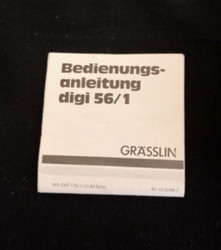 Bedienungs-
anleitung
digi 56/1
GRÄSSLIN